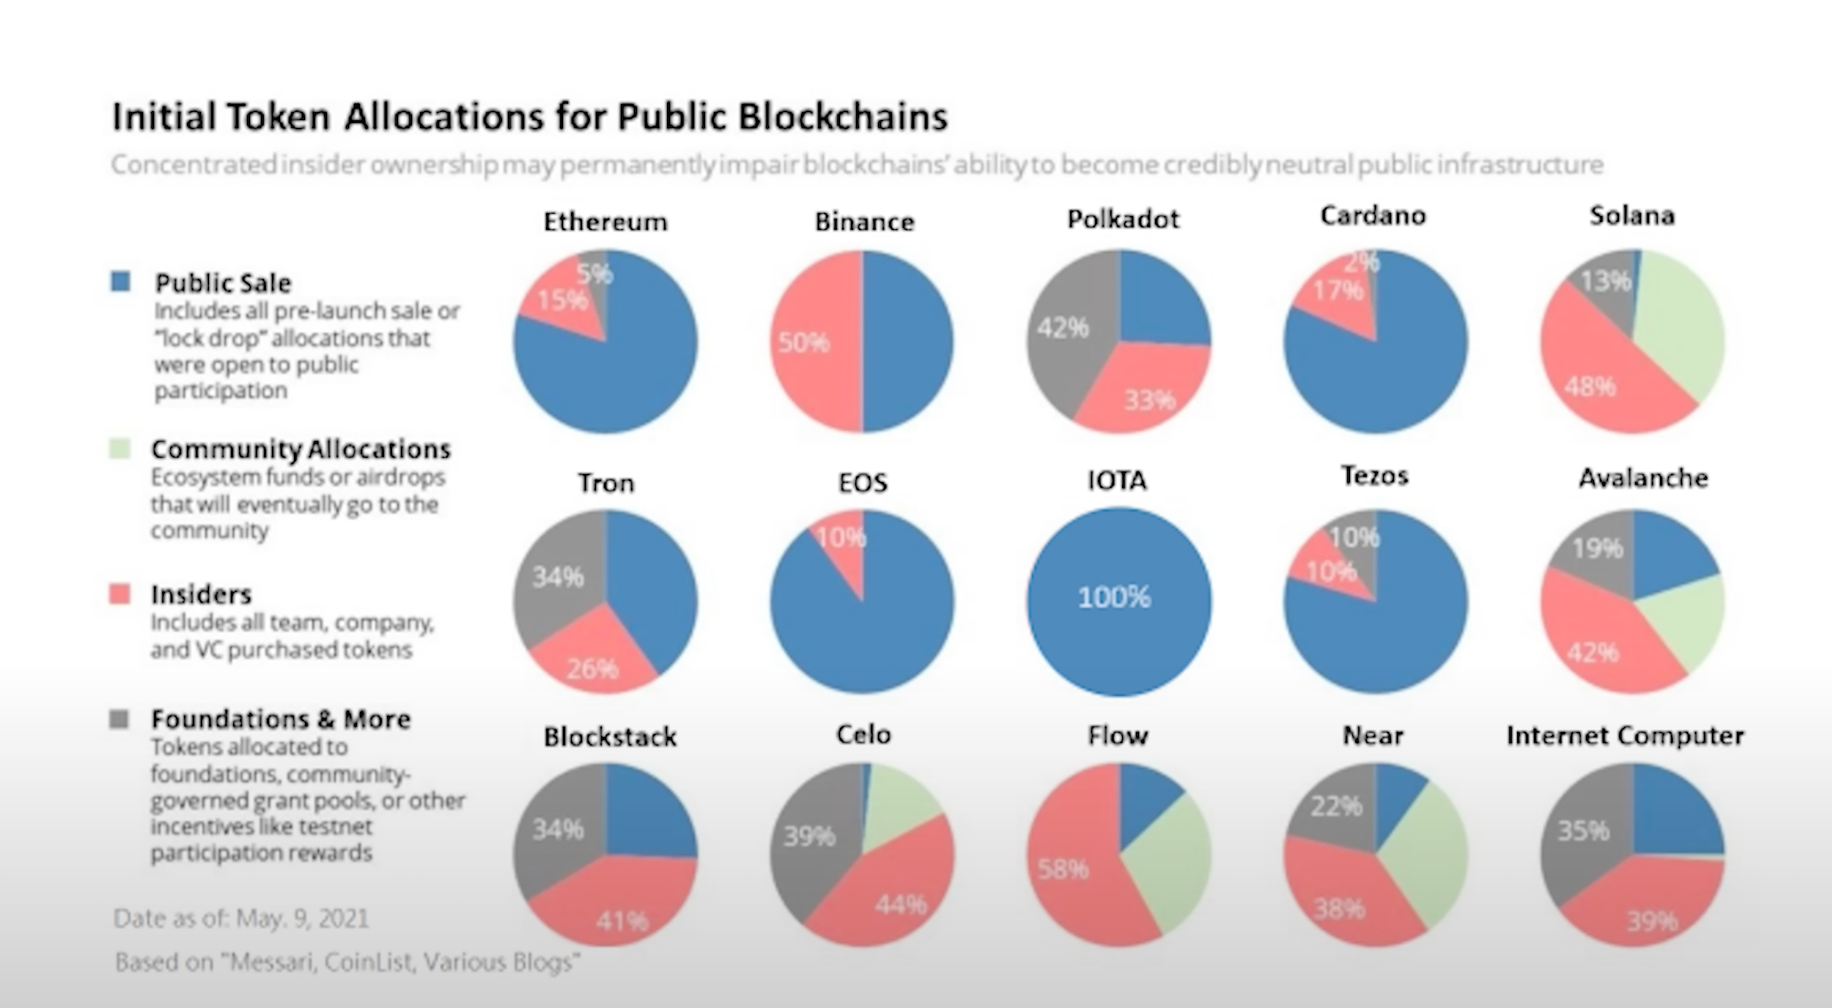 Initial Token Allocations for Public Blockchains
Concentrated insider ownership may permanently impair blockchains' ability to become credibly neutral public infrastructure
Public Sale
Includes all pre-launch sale or
"lock drop" allocations that
were open to public
participation
Community Allocations
Ecosystem funds or airdrops
that will eventually go to the
community
Insiders
Includes all team, company,
and VC purchased tokens
Foundations & More
Tokens allocated to
foundations, community-
governed grant pools, or other
incentives like testnet
participation rewards
Date as of: May. 9, 2021
Based on "Messari, CoinList, Various Blogs"
Ethereum
5%
15%
Binance
50%
Polkadot
42%
33%
Cardano
2%
17%
Solana
13%
48%
Tron
34%
26%
EOS
10%
IOTA
100%
Tezos
10%
10%
Avalanche
19%
42%
Blockstack
34%
41%
Celo
39%
44%
Flow
58%
Near
22%
38%
Internet Computer
35%
39%